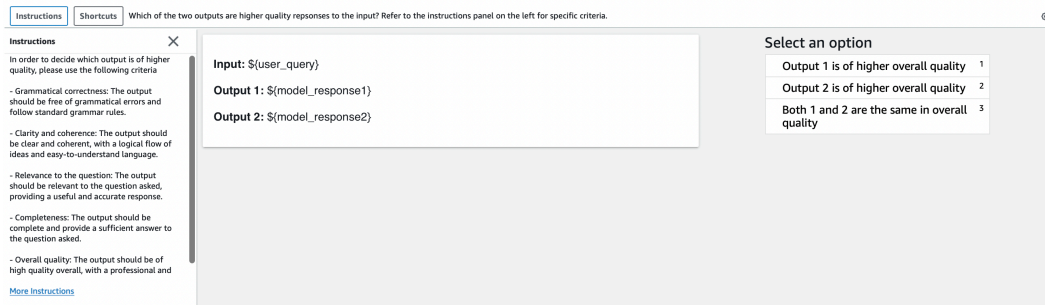 Instructions
Shortcuts
Which of the two outputs are higher quality repsonses to the input? Refer to the instructions panel on the left for specific criteria.
Instructions
In order to decide which output is of higher
quality, please use the following criteria
- Grammatical correctness: The output
should be free of grammatical errors and
follow standard grammar rules.
- Clarity and coherence: The output should
be clear and coherent, with a logical flow of
ideas and easy-to-understand language.
- Relevance to the question: The output
should be relevant to the question asked,
providing a useful and accurate response.
- Completeness: The output should be
complete and provide a sufficient answer to
the question asked.
- Overall quality: The output should be of
high quality overall, with a professional and
More Instructions
Input: ${user_query}
Output 1: ${model_response1}
Output 2: ${model_response2}
Select an option
Output 1 is of higher overall quality 1
Output 2 is of higher overall quality 2
Both 1 and 2 are the same in overall 3
quality